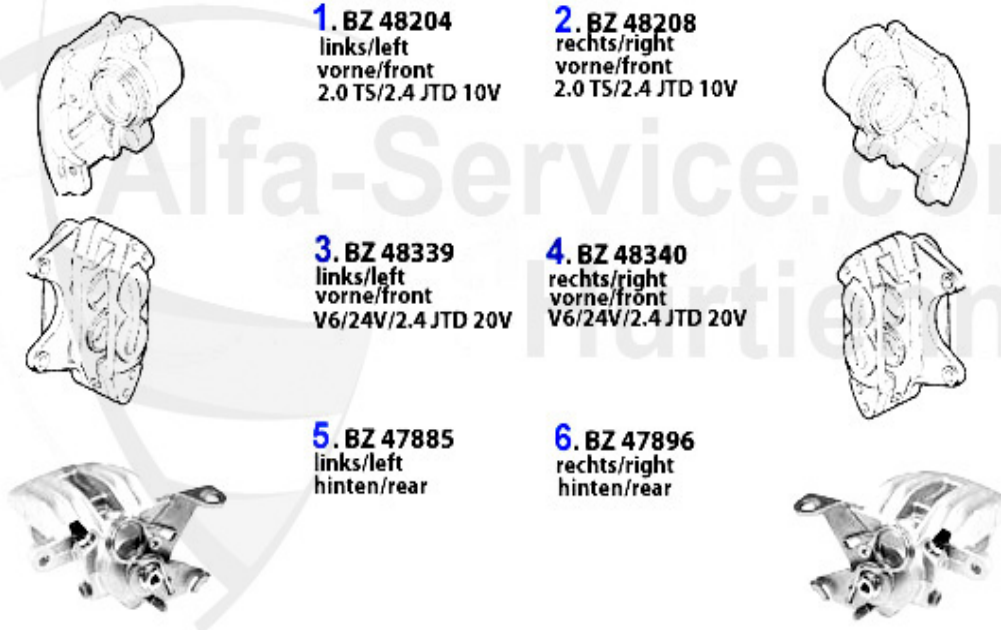 1. BZ 48204
links/left
vorne/front
2.0 TS/2.4 JTD 10V
2. BZ 48208
rechts/right
vorne/front
2.0 TS/2.4 JTD 10V
Alfa-Service.co
3. BZ 48339
links/left
vorne/front
V6/24V/2.4 JTD 20V
4. BZ 48340
rechts/right
vorne/front
V6/24V/2.4 JTD 20V
5. BZ 47885
links/left
hinten/rear
6. BZ 47896
rechts/right
hinten/rear